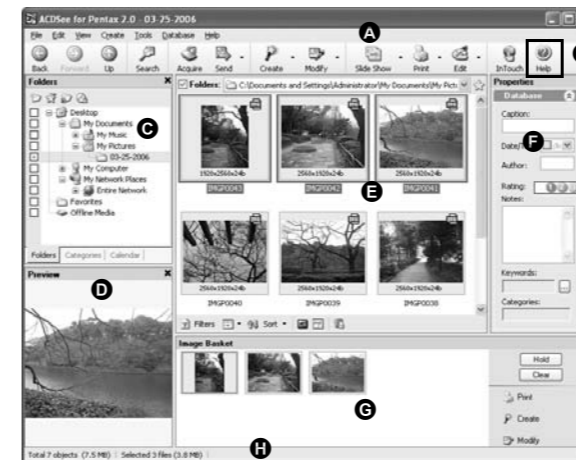 ACDSee for Pentax 2.0 - 03-25-2006
File Edit View Create Tools Database Help
A
Back Forward Up Search Acquire Send Create Modify Slide Show Print Edit InTouch Help
Folders
Folders: C:\Documents and Settings\Administrator\My Documents\My Pict
Properties
Database
Desktop
My Documents
C
My Music
My Pictures
03-25-2006
My Computer
My Network Places
Entire Network
Favorites
Offline Media
Folders Categories Calendar
1920x2560x24b 2560x1920x24b 2560x1920x24b
IMGP0043 IMGP0042 IMGP0041
E
2560x1920x24b 2560x1920x24b 2560x1920x24b
IMGP0040 IMGP0039 IMGP0038
Filters Sort
Caption:
F
Author:
Rating:
Notes:
Keywords:
Categories:
Preview
D
Image Basket
G
Hold
Clear
Print
Create
Modify
Total 7 objects (7.5 MB) Selected 3 files (3.8 MB)
H